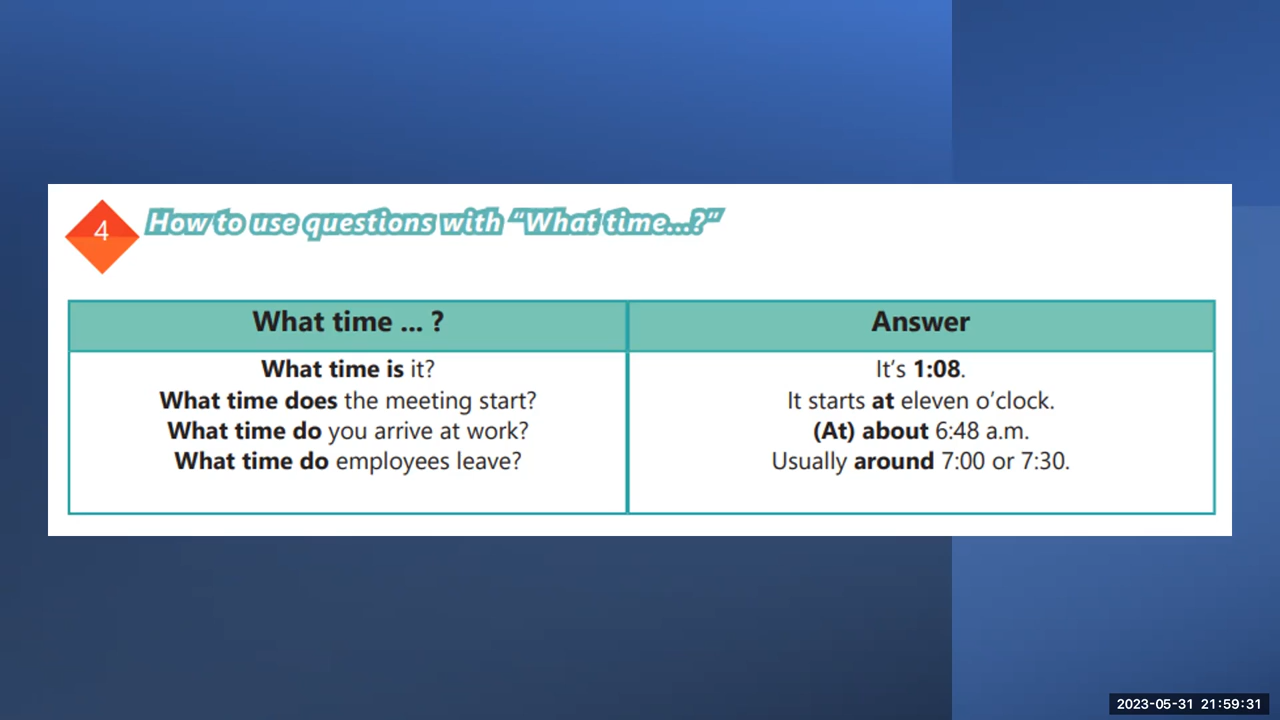 4
How to use questions with “What time...?”
What time ... ?
Answer
What time is it?
It’s 1:08.
What time does the meeting start?
It starts at eleven o’clock.
What time do you arrive at work?
(At) about 6:48 a.m.
What time do employees leave?
Usually around 7:00 or 7:30.
2023-05-31 21:59:31